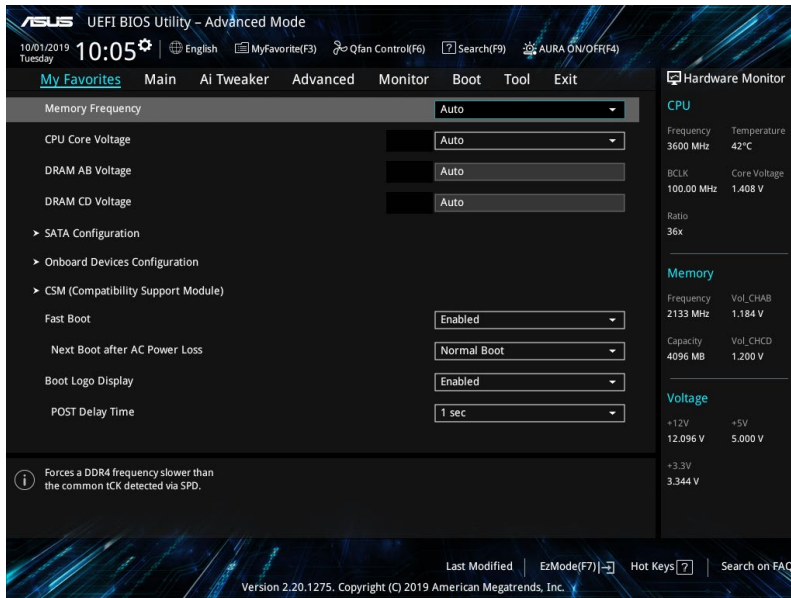 ASUS UEFI BIOS Utility – Advanced Mode
10/01/2019 Tuesday 10:05 English MyFavorite(F3) Qfan Control(F6) ? Search(F9) AURA ON/OFF(F4)
My Favorites Main Ai Tweaker Advanced Monitor Boot Tool Exit
Memory Frequency Auto
CPU Core Voltage Auto
DRAM AB Voltage Auto
DRAM CD Voltage Auto
> SATA Configuration
> Onboard Devices Configuration
> CSM (Compatibility Support Module)
Fast Boot Enabled
Next Boot after AC Power Loss Normal Boot
Boot Logo Display Enabled
POST Delay Time 1 sec
i Forces a DDR4 frequency slower than
the common tCK detected via SPD.
Hardware Monitor
CPU
Frequency Temperature
3600 MHz 42°C
BCLK Core Voltage
100.00 MHz 1.408 V
Ratio
36x
Memory
Frequency Vol_CHAB
2133 MHz 1.184 V
Capacity Vol_CHCD
4096 MB 1.200 V
Voltage
+12V +5V
12.096 V 5.000 V
+3.3V
3.344 V
Last Modified EzMode(F7) Hot Keys ? Search on FAQ
Version 2.20.1275. Copyright (C) 2019 American Megatrends, Inc.